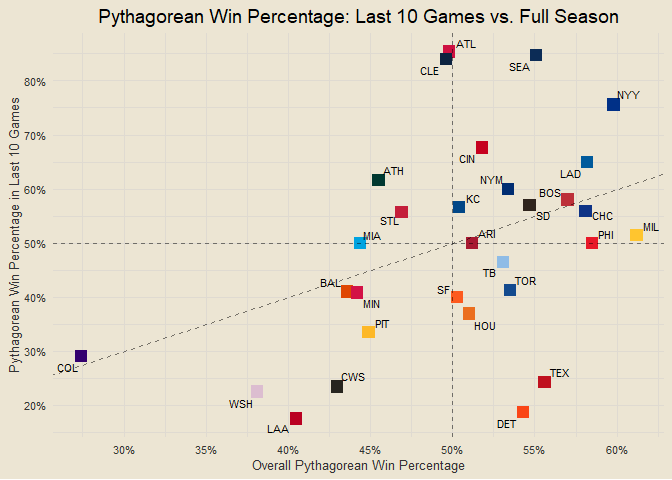 Pythagorean Win Percentage: Last 10 Games vs. Full Season
Pythagorean Win Percentage in Last 10 Games
80%
70%
60%
50%
40%
30%
20%
ATL
CLE
SEA
NYY
CIN
LAD
ATH
NYM
BOS
KC
STL
SD
CHC
MIA
ARI
PHI
MIL
TB
BAL
MIN
SF
TOR
HOU
PIT
COL
CWS
TEX
WSH
LAA
DET
30%
35%
40%
45%
50%
55%
60%
Overall Pythagorean Win Percentage